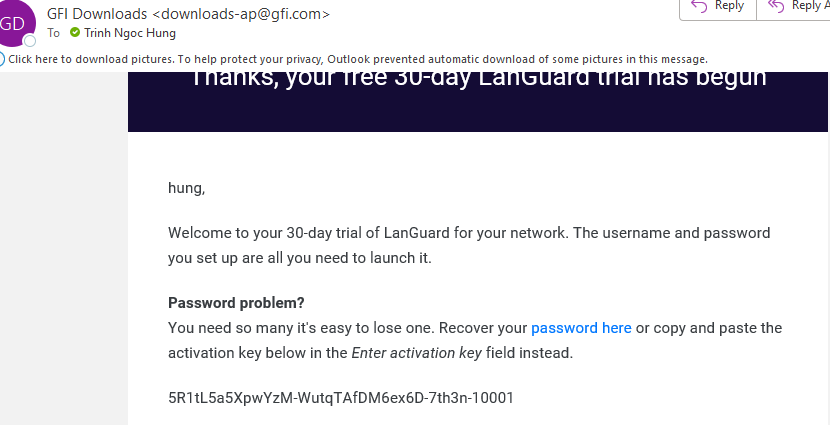 GD
GFI Downloads <downloads-ap@gfi.com>
To Trinh Ngoc Hung
Reply
Reply A
Click here to download pictures. To help protect your privacy, Outlook prevented automatic download of some pictures in this message.
Thanks, your free 30-day LanGuard trial has begun
hung,
Welcome to your 30-day trial of LanGuard for your network. The username and password
you set up are all you need to launch it.
Password problem?
You need so many it's easy to lose one. Recover your password here or copy and paste the
activation key below in the Enter activation key field instead.
5R1tL5a5XpwYzM-WutqTAfDM6ex6D-7th3n-10001